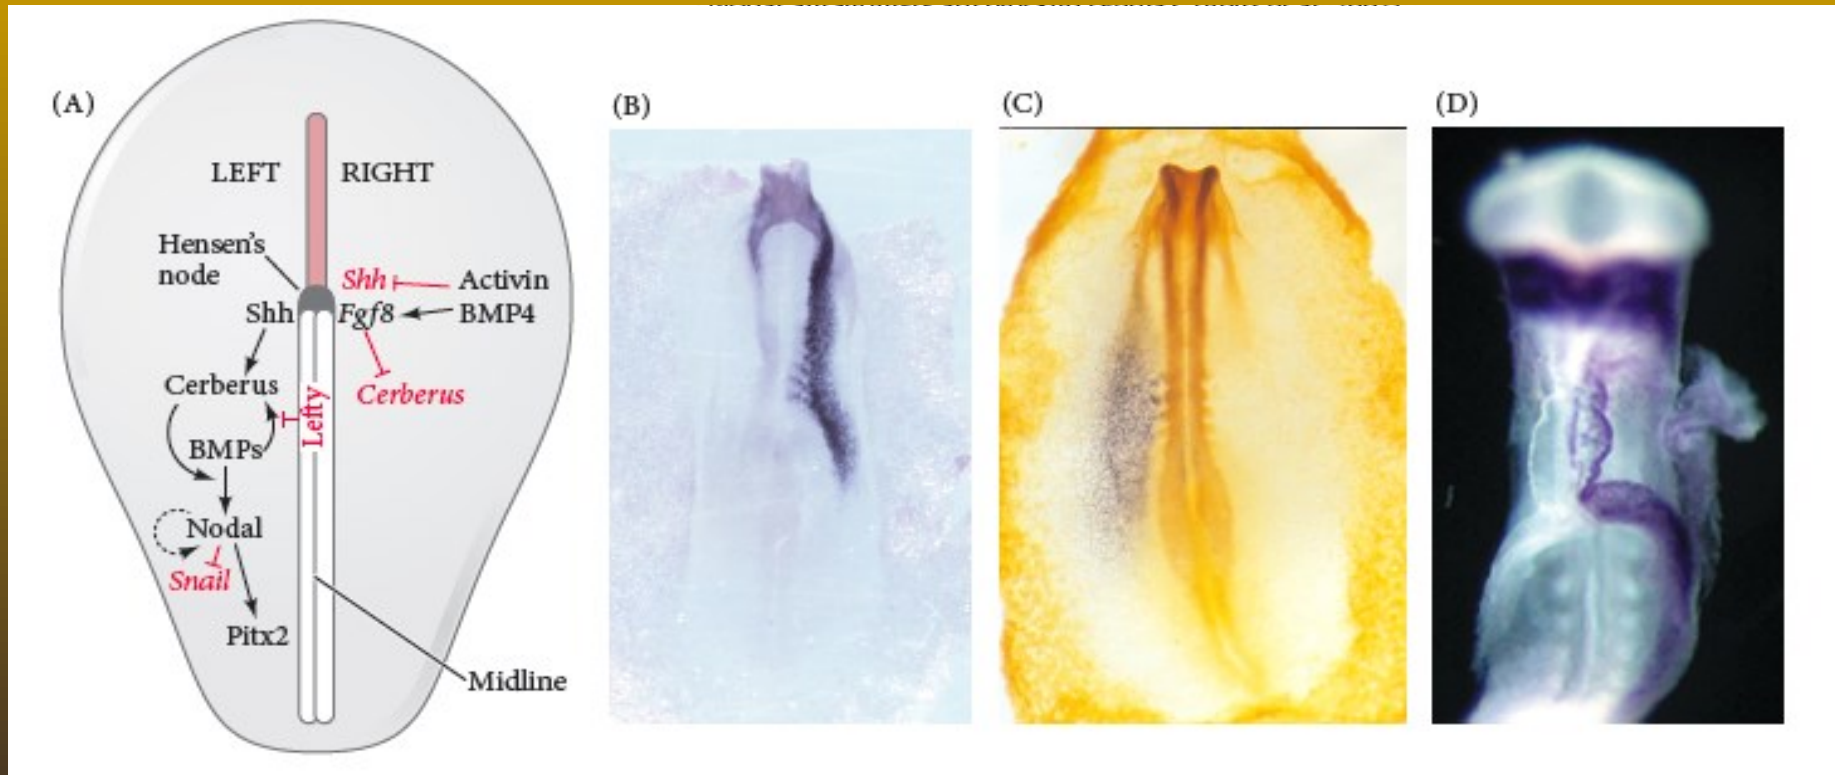 (A)
LEFT RIGHT
Hensen's
node
Shh Activin
Shh Fgf8 BMP4
Cerberus
Cerberus
Lefty
BMPs
Nodal
Snail
Pitx2
Midline
(B)
(C)
(D)